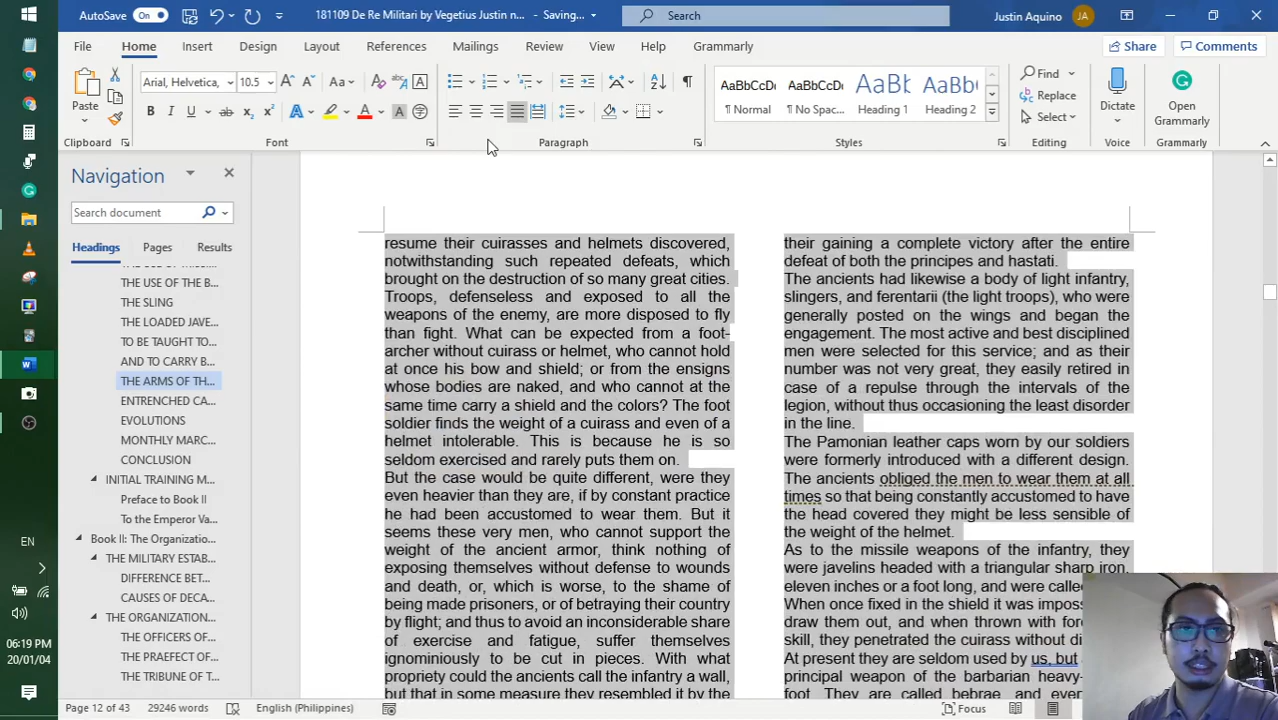 AutoSave On 181109 De Re Militari by Vegetius Justin n... - Saving... Search Justin Aquino JA
File Home Insert Design Layout References Mailings Review View Help Grammarly Share Comments
Paste Arial, Helvetica, 10.5 Aa
AaBbCcDc AaBbCcDc AaBb AaBbC
¶ Normal ¶ No Spac... Heading 1 Heading 2
Find
Replace
Select
Dictate
Open Grammarly
Clipboard Font Paragraph Styles Editing Voice Grammarly
Navigation
Search document
Headings Pages Results
THE USE OF THE B...
THE SLING
THE LOADED JAVE...
TO BE TAUGHT TO...
AND TO CARRY B...
THE ARMS OF TH...
ENTRENCHED CA...
EVOLUTIONS
MONTHLY MARC...
CONCLUSION
INITIAL TRAINING M...
Preface to Book II
To the Emperor Va...
Book II: The Organizatio...
THE MILITARY ESTAB...
DIFFERENCE BET...
CAUSES OF DECA...
THE ORGANIZATION...
THE OFFICERS OF...
THE PRAEFECT OF...
THE TRIBUNE OF T...
resume their cuirasses and helmets discovered,
notwithstanding such repeated defeats, which
brought on the destruction of so many great cities.
Troops, defenseless and exposed to all the
weapons of the enemy, are more disposed to fly
than fight. What can be expected from a foot-
archer without cuirass or helmet, who cannot hold
at once his bow and shield; or from the ensigns
whose bodies are naked, and who cannot at the
same time carry a shield and the colors? The foot
soldier finds the weight of a cuirass and even of a
helmet intolerable. This is because he is so
seldom exercised and rarely puts them on.
But the case would be quite different, were they
even heavier than they are, if by constant practice
he had been accustomed to wear them. But it
seems these very men, who cannot support the
weight of the ancient armor, think nothing of
exposing themselves without defense to wounds
and death, or, which is worse, to the shame of
being made prisoners, or of betraying their country
by flight; and thus to avoid an inconsiderable share
of exercise and fatigue, suffer themselves
ignominiously to be cut in pieces. With what
propriety could the ancients call the infantry a wall,
but that in some measure they resembled it by the
their gaining a complete victory after the entire
defeat of both the principes and hastati.
The ancients had likewise a body of light infantry,
slingers, and ferentarii (the light troops), who were
generally posted on the wings and began the
engagement. The most active and best disciplined
men were selected for this service; and as their
number was not very great, they easily retired in
case of a repulse through the intervals of the
legion, without thus occasioning the least disorder
in the line.
The Pamonian leather caps worn by our soldiers
were formerly introduced with a different design.
The ancients obliged the men to wear them at all
times so that being constantly accustomed to have
the head covered they might be less sensible of
the weight of the helmet.
As to the missile weapons of the infantry, they
were javelins headed with a triangular sharp iron,
eleven inches or a foot long, and were called
When once fixed in the shield it was
draw them out, and when thrown with
skill, they penetrated the cuirass without
At present they are seldom used by us, but
principal weapon of the barbarian heavy-
foot. They are called bebrae, and
EN
06:19 PM
20/01/04
Page 12 of 43 29246 words English (Philippines) Focus